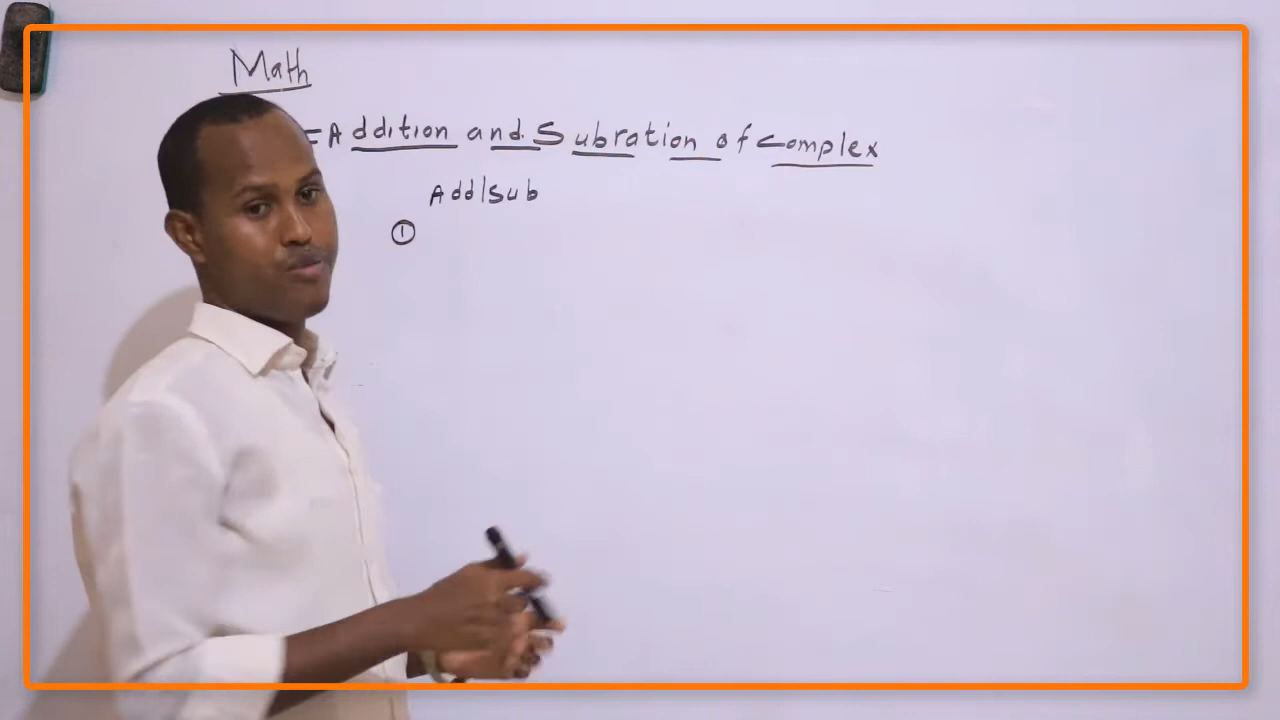 Math
=Addition and Subration of Complex
Add|Sub
①